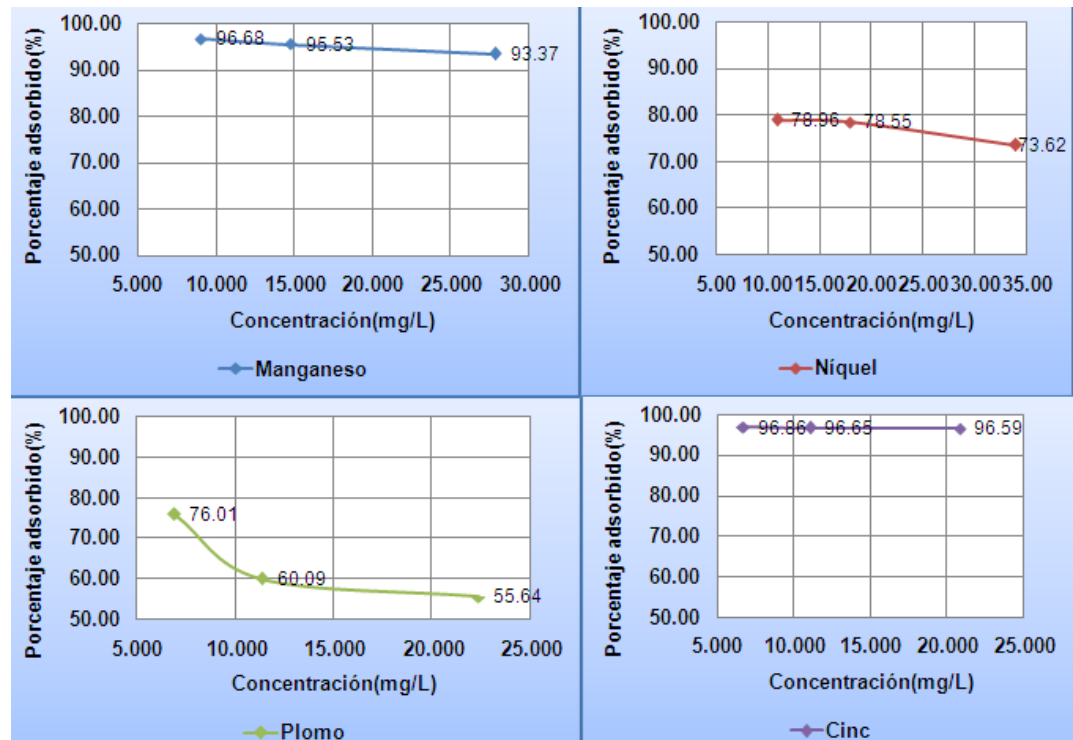 Porcentaje adsorbido(%)
100.00
90.00
80.00
70.00
60.00
50.00
96.68
95.53
93.37
5.000 10.000 15.000 20.000 25.000 30.000
Concentración(mg/L)
Manganeso
Porcentaje adsorbido(%)
100.00
90.00
80.00
70.00
60.00
50.00
78.96
78.55
73.62
5.00 10.00 15.00 20.00 25.00 30.00 35.00
Concentración(mg/L)
Níquel
Porcentaje adsorbido(%)
100.00
90.00
80.00
70.00
60.00
50.00
76.01
60.09
55.64
5.000 10.000 15.000 20.000 25.000
Concentración(mg/L)
Plomo
Porcentaje adsorbido(%)
100.00
90.00
80.00
70.00
60.00
50.00
96.86
96.65
96.59
5.000 10.000 15.000 20.000 25.000
Concentración(mg/L)
Cinc